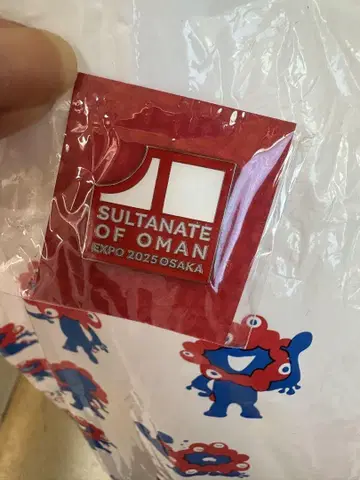 SULTANATE
OF OMAN
EXPO 2025 OSAKA